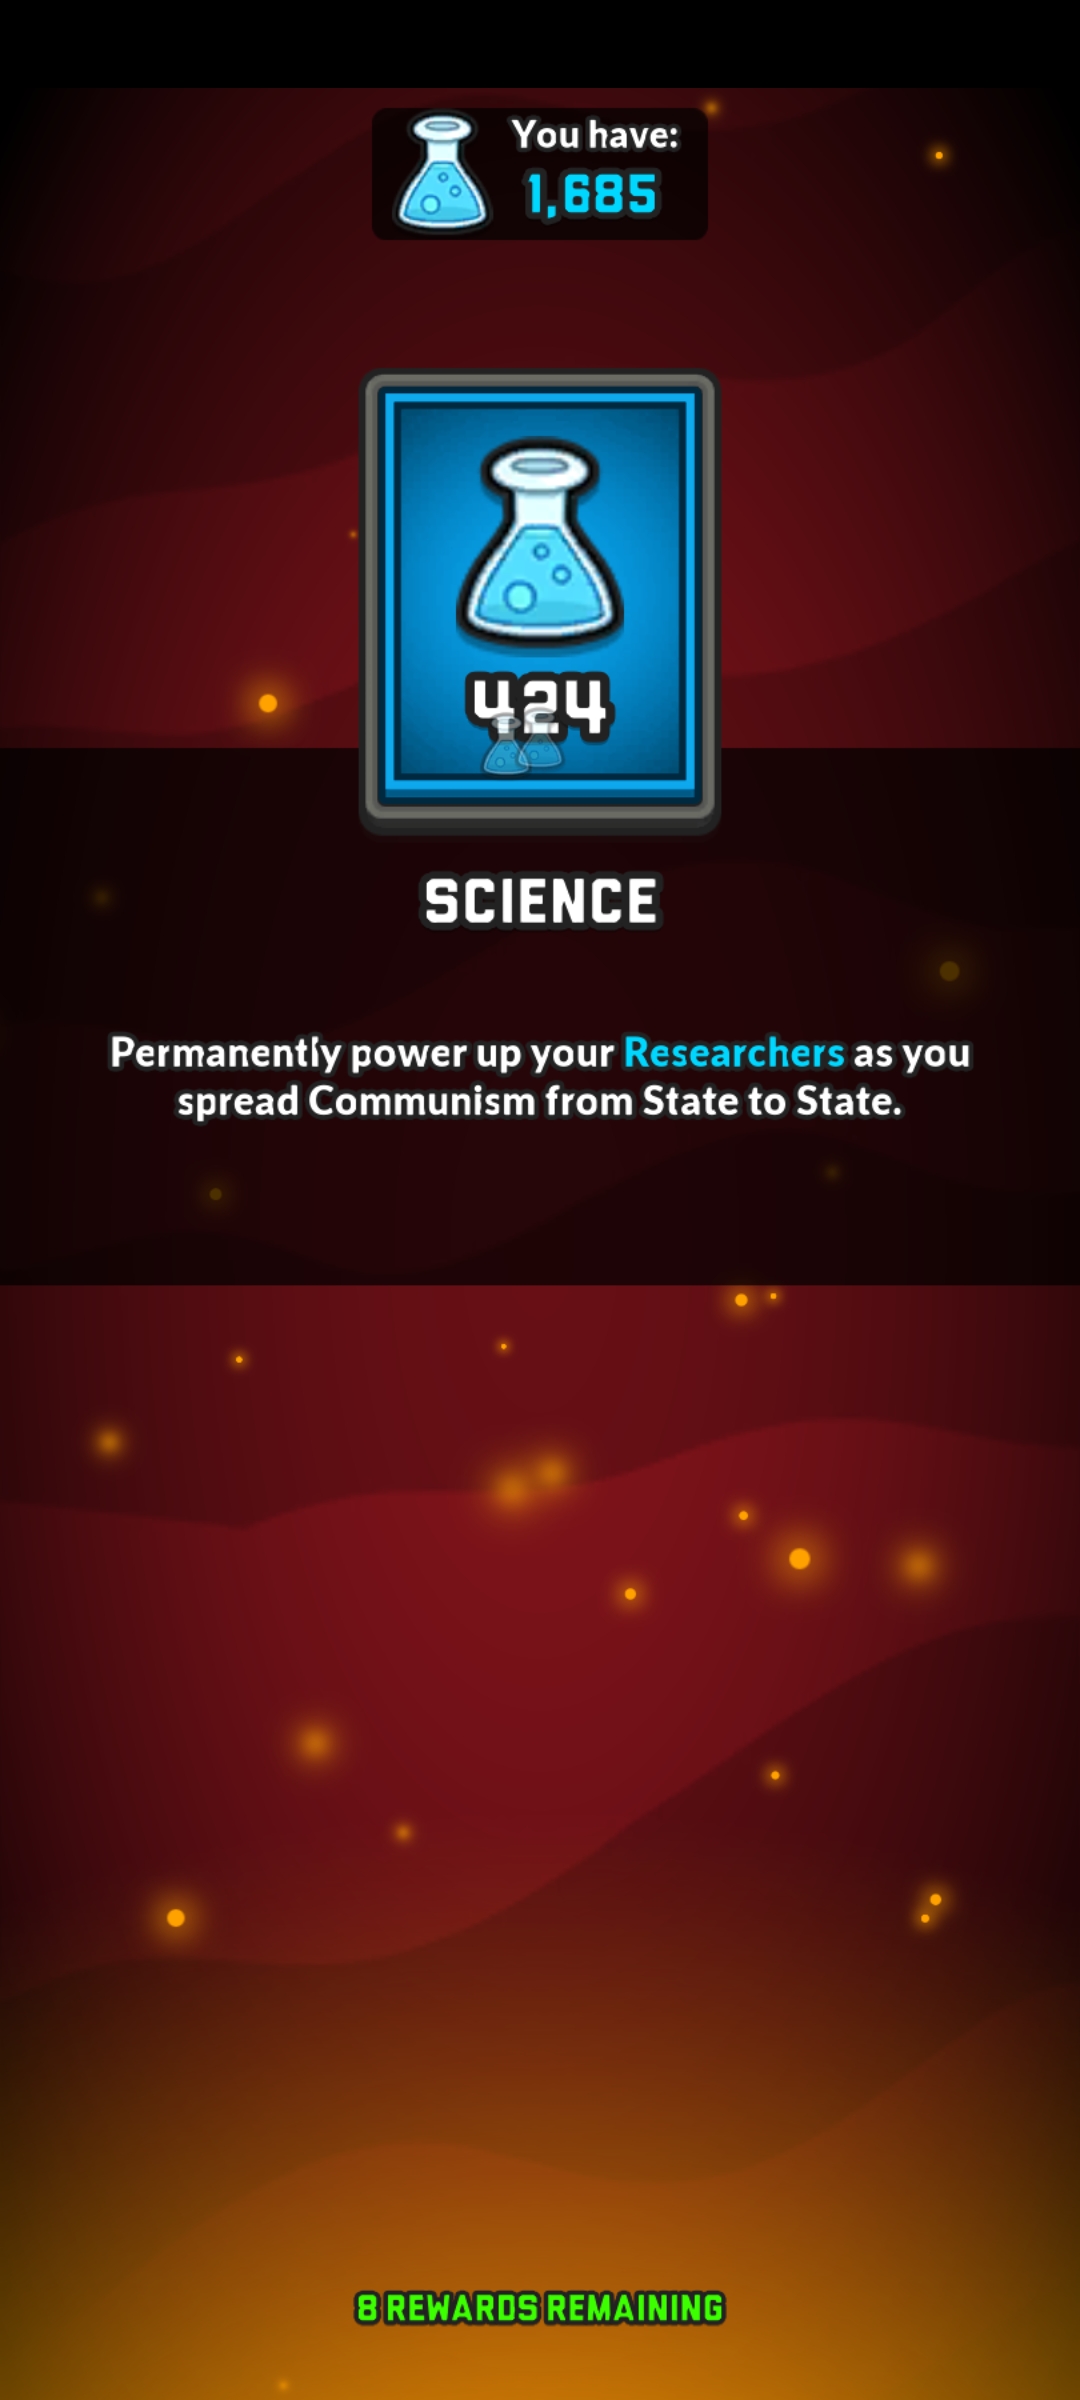 You have:
1,685
424
SCIENCE
Permanently power up your Researchers as you
spread Communism from State to State.
8 REWARDS REMAINING